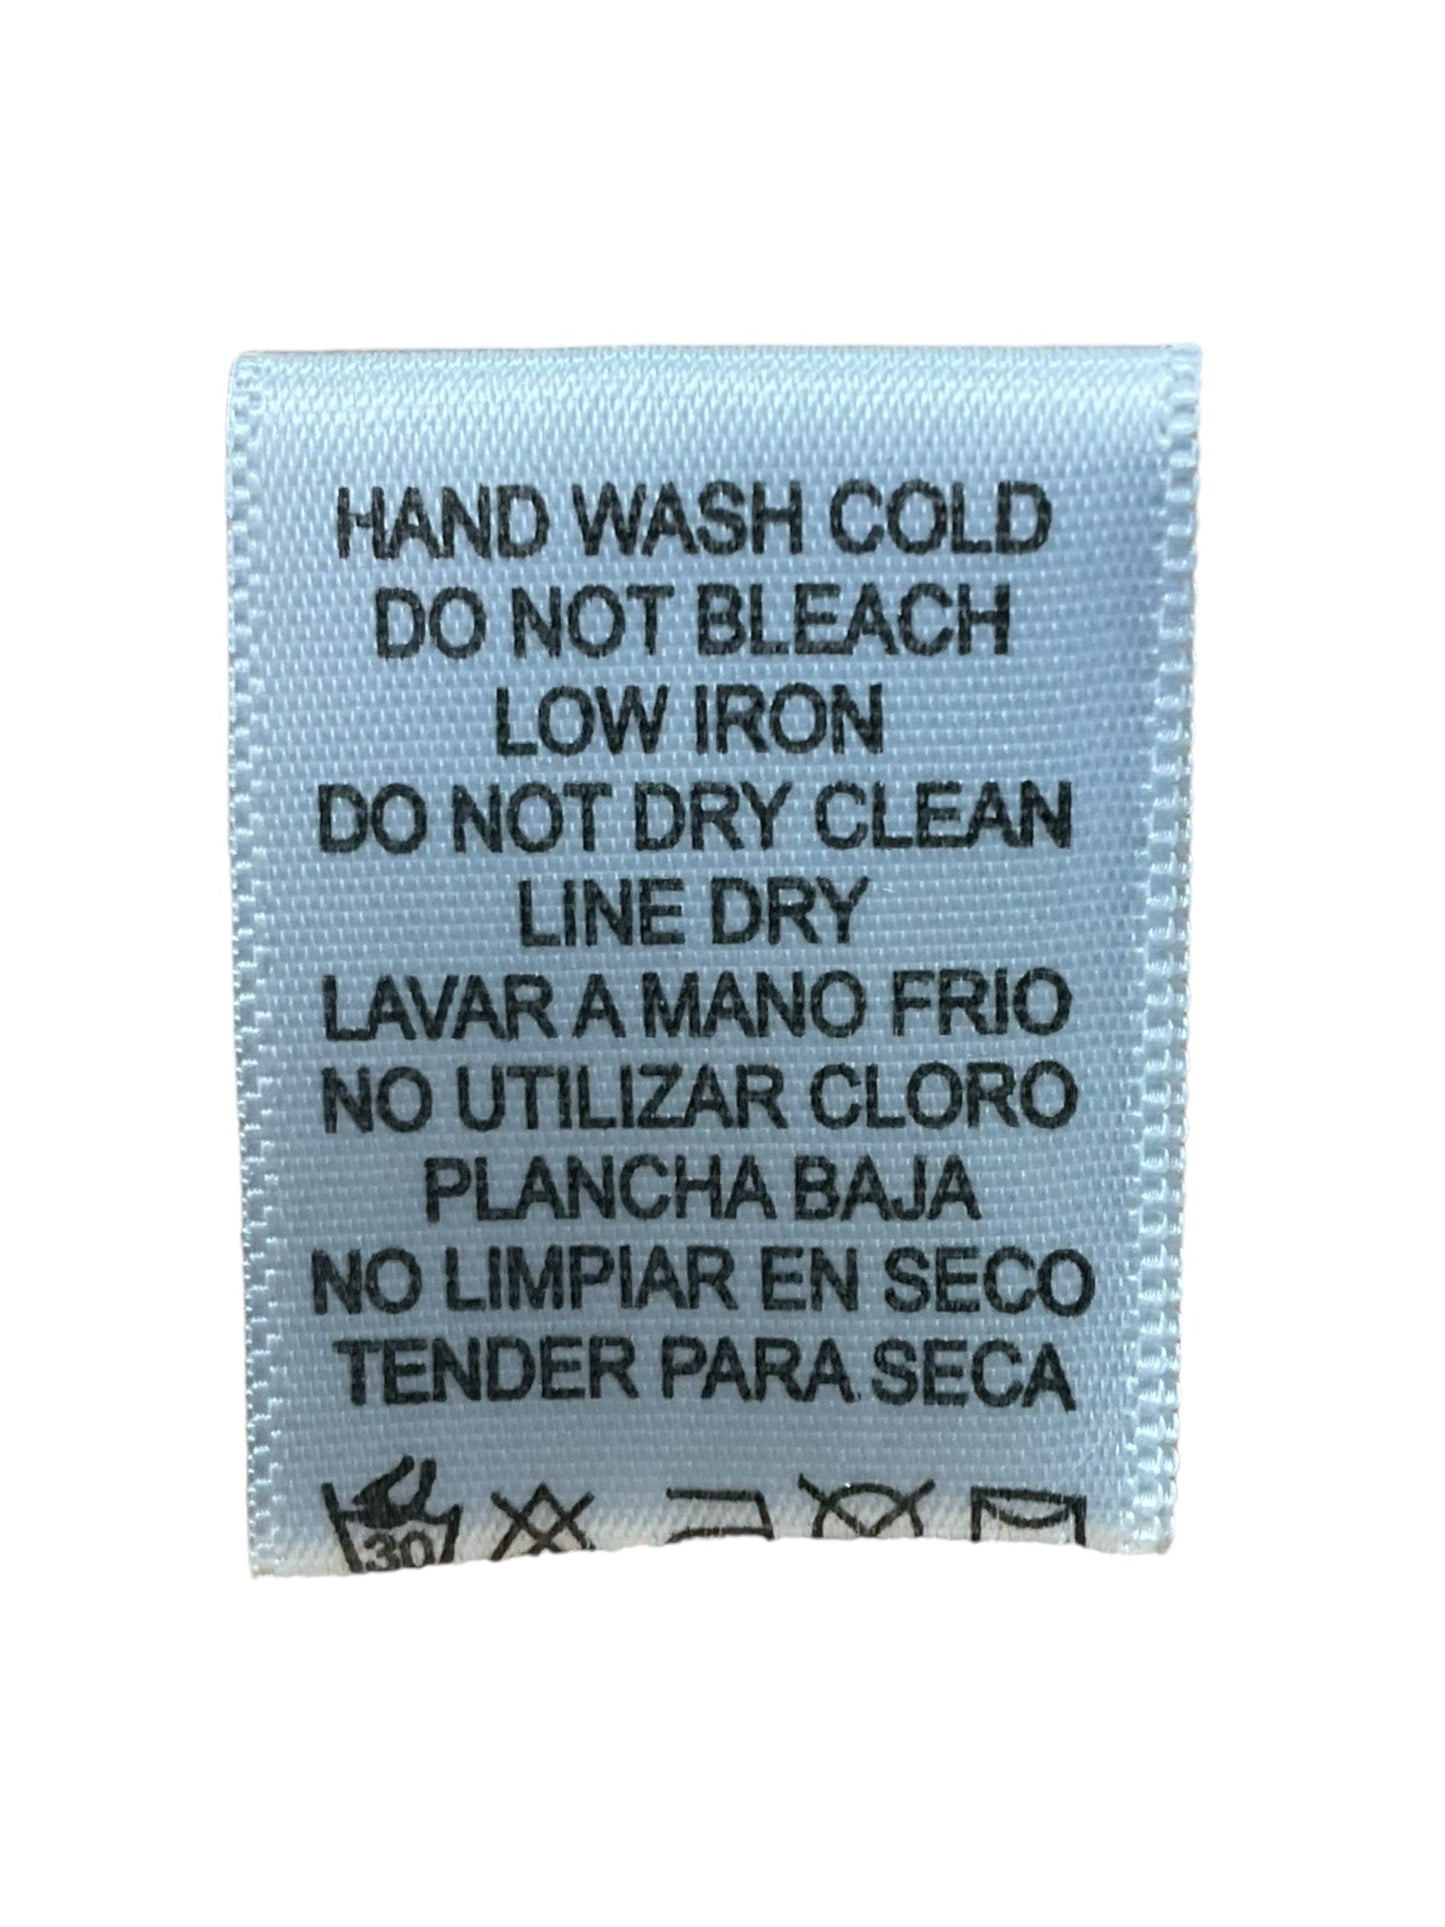 HAND WASH COLD
DO NOT BLEACH
LOW IRON
DO NOT DRY CLEAN
LINE DRY
LAVAR A MANO FRIO
NO UTILIZAR CLORO
PLANCHA BAJA
NO LIMPIAR EN SECO
TENDER PARA SECA
30